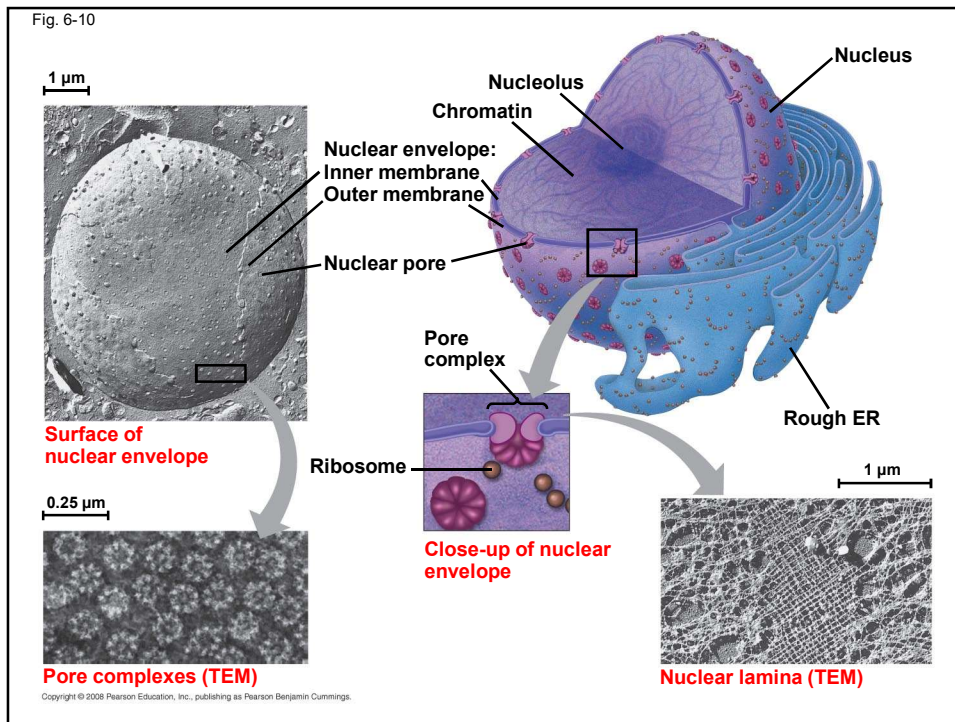 Fig. 6-10
1 µm
Nucleolus
Nucleus
Chromatin
Nuclear envelope:
Inner membrane
Outer membrane
Nuclear pore
Pore
complex
Rough ER
Surface of
nuclear envelope
Ribosome
1 µm
0.25 µm
Close-up of nuclear
envelope
Pore complexes (TEM)
Nuclear lamina (TEM)
Copyright © 2008 Pearson Education, Inc., publishing as Pearson Benjamin Cummings.